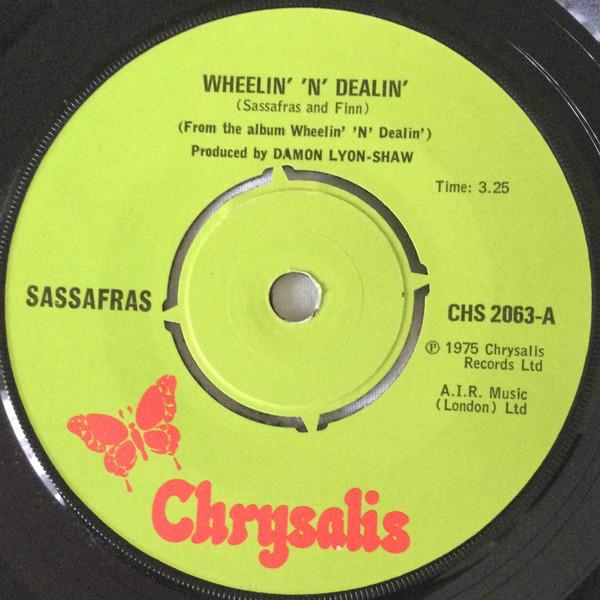 WHEELIN' 'N' DEALIN'
(Sassafras and Finn)
(From the album Wheelin' 'N' Dealin')
Produced by DAMON LYON-SHAW
Time: 3.25
SASSAFRAS
CHS 2063-A
℗ 1975 Chrysalis
Records Ltd
A.I.R. Music
(London) Ltd
Chrysalis